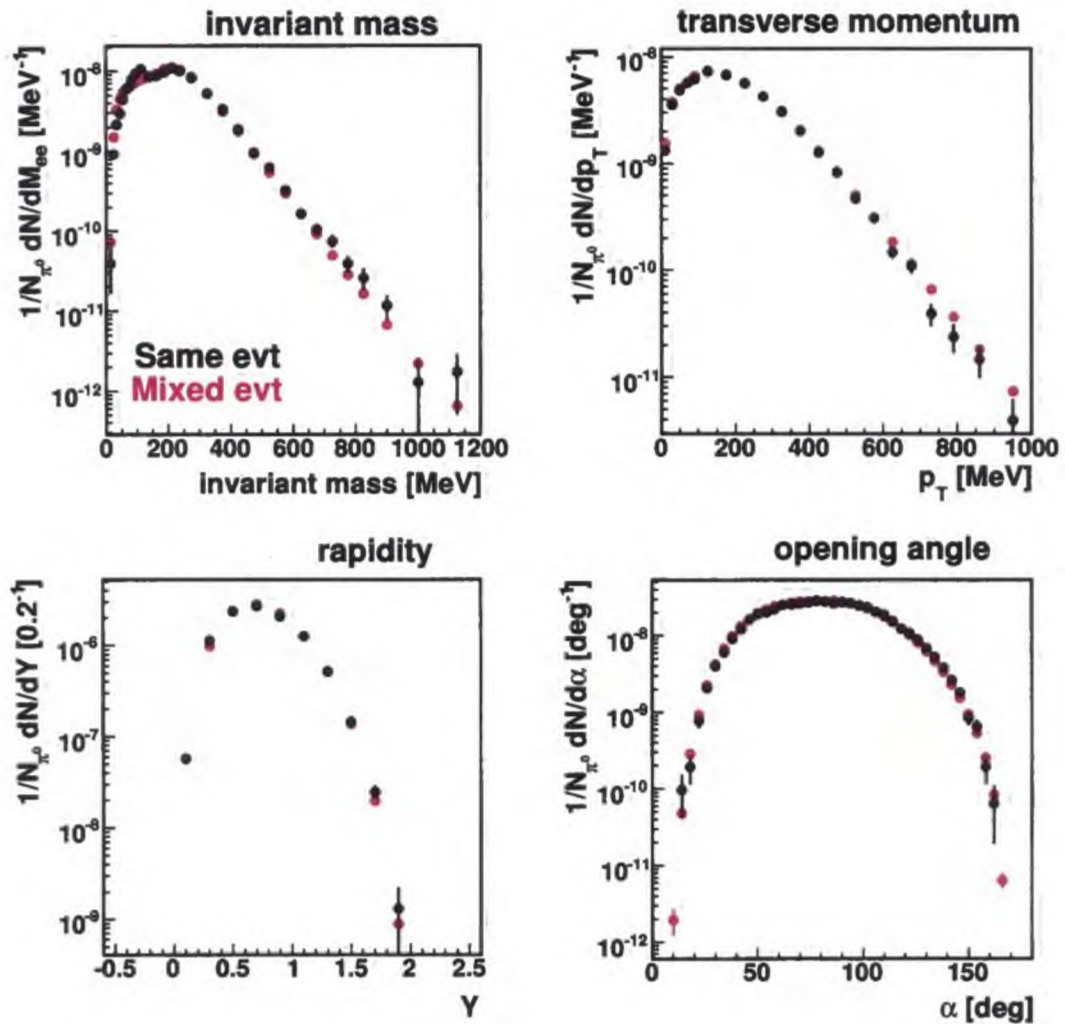 invariant mass
1/N_π⁰ dN/dM_ee [MeV⁻¹]
10⁻⁸
10⁻⁹
10⁻¹⁰
10⁻¹¹
10⁻¹²
Same evt
Mixed evt
0 200 400 600 800 1000 1200
invariant mass [MeV]
transverse momentum
1/N_π⁰ dN/dp_T [MeV⁻¹]
10⁻⁸
10⁻⁹
10⁻¹⁰
10⁻¹¹
0 200 400 600 800 1000
p_T [MeV]
rapidity
1/N_π⁰ dN/dY [0.2⁻¹]
10⁻⁶
10⁻⁷
10⁻⁸
10⁻⁹
-0.5 0 0.5 1 1.5 2 2.5
Y
opening angle
1/N_π⁰ dN/dα [deg⁻¹]
10⁻⁸
10⁻⁹
10⁻¹⁰
10⁻¹¹
10⁻¹²
0 50 100 150
α [deg]